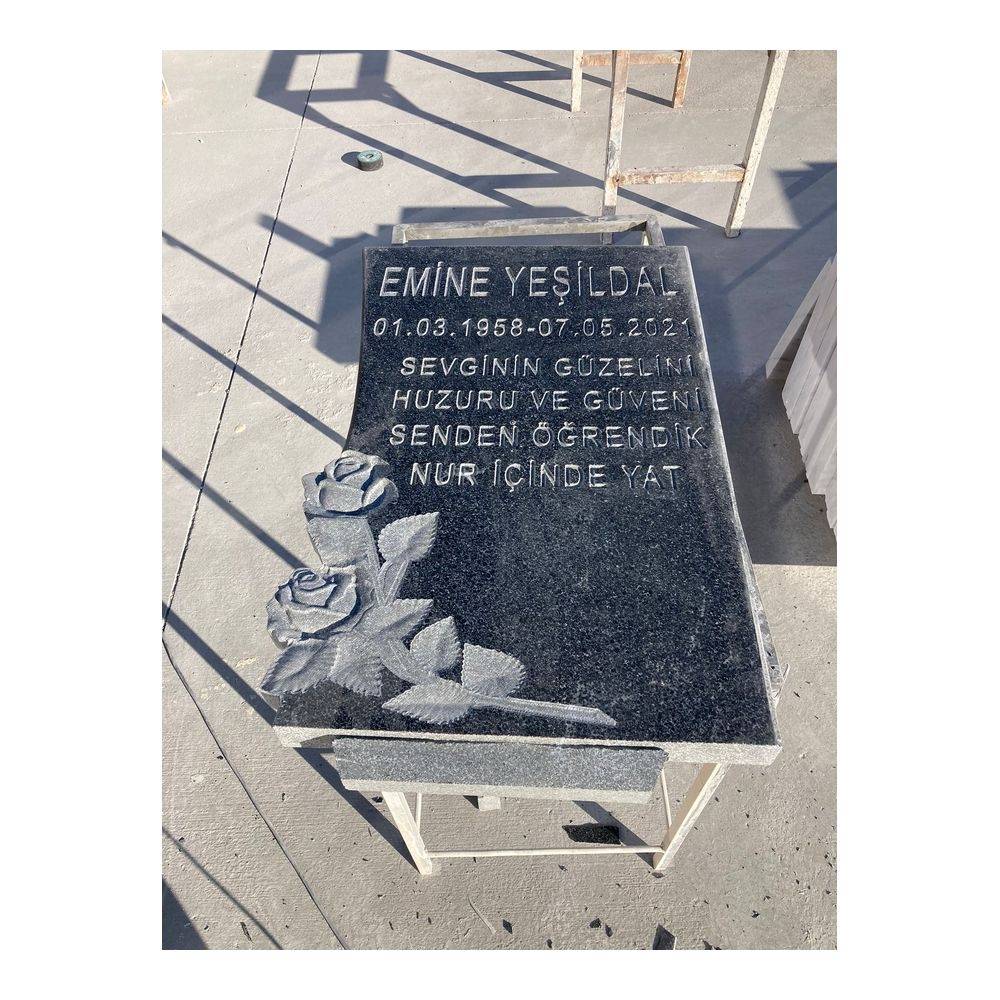 EMİNE YEŞİLDAL
01.03.1958-07.05.2021
SEVGİNİN GÜZELİNİ
HUZURU VE GÜVENİ
SENDEN ÖĞRENDİK
NUR İÇİNDE YAT